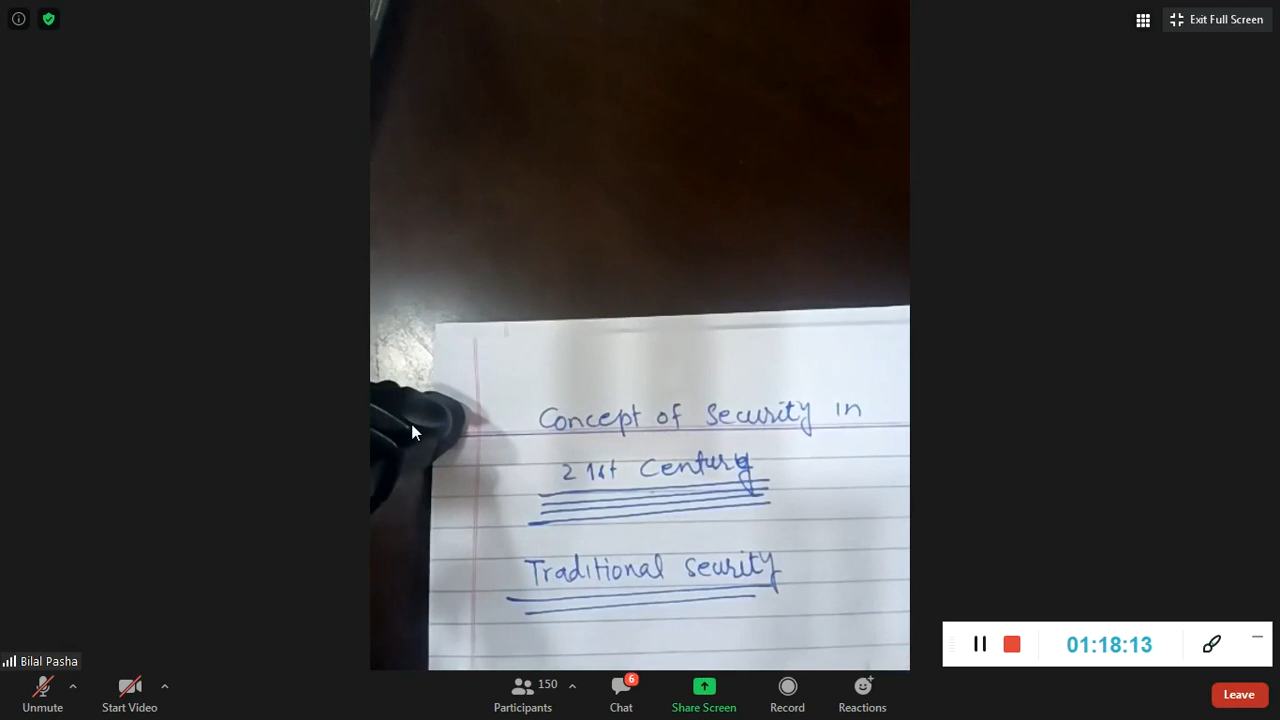 Exit Full Screen
Concept of Security in
21st Century
Traditional Seurity
01:18:13
Bilal Pasha
Unmute
Start Video
150
Participants
6
Chat
Share Screen
Record
Reactions
Leave